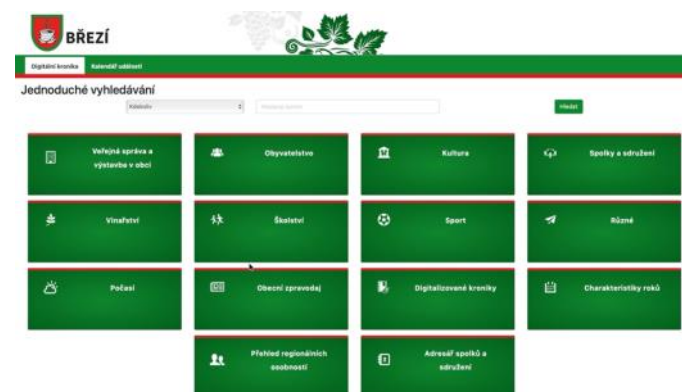 BŘEZÍ
Digitální kronika Kalendář událostí
Jednoduché vyhledávání
Kdekoliv Hledat
Veřejná správa a
výstavba v obci
Obyvatelstvo
Kultura
Spolky a sdružení
Vinařství
Školství
Sport
Různé
Počasí
Obecní zpravodaj
Digitalizované kroniky
Charakteristiky roků
Přehled regionálních
osobností
Adresář spolků a
sdružení